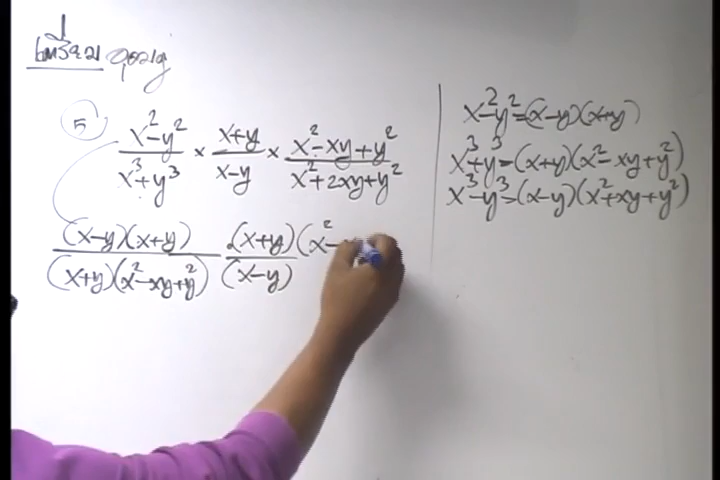 5
x² - y² / x³ + y³ × x + y / x - y × x² - xy + y² / x² + 2xy + y²
(x - y)(x + y) / (x + y)(x² - xy + y²) (x + y) / (x - y) (x² -
x² - y² = (x - y)(x + y)
x³ + y³ = (x + y)(x² - xy + y²)
x³ - y³ = (x - y)(x² + xy + y²)